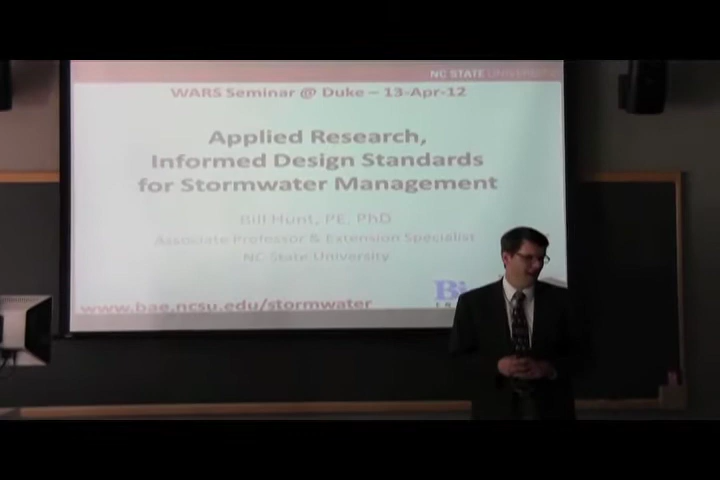 NC STATE UNIVERSITY
WARS Seminar @ Duke – 13-Apr-12
Applied Research,
Informed Design Standards
for Stormwater Management
Bill Hunt, PE, PhD
Associate Professor & Extension Specialist
NC State University
www.bae.ncsu.edu/stormwater